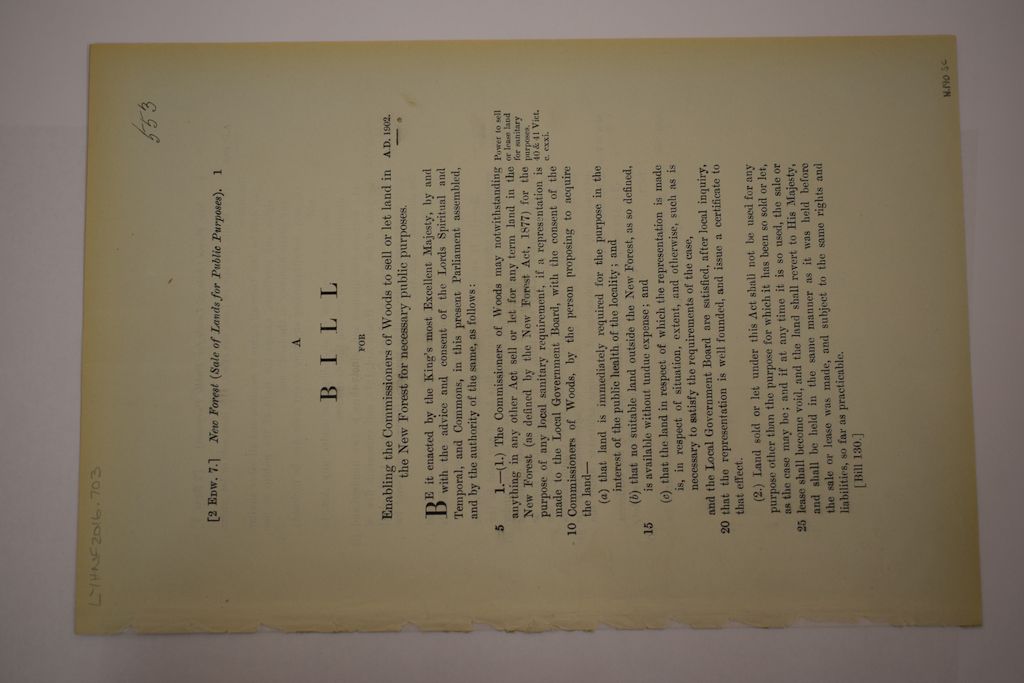 LYHNF2016.703
553
[2 EDW. 7.] New Forest (Sale of Lands for Public Purposes). 1
A
BILL
FOR
Enabling the Commissioners of Woods to sell or let land in A.D. 1902.
the New Forest for necessary public purposes.
BE it enacted by the King's most Excellent Majesty, by and
with the advice and consent of the Lords Spiritual and
Temporal, and Commons, in this present Parliament assembled,
and by the authority of the same, as follows:
5 1.—(1.) The Commissioners of Woods may notwithstanding
anything in any other Act sell or let for any term land in the
New Forest (as defined by the New Forest Act, 1877) for the
purpose of any local sanitary requirement, if a representation is
made to the Local Government Board, with the consent of the
10 Commissioners of Woods, by the person proposing to acquire
the land—
Power to sell
or lease land
for sanitary
purposes.
40 & 41 Vict.
c. cxxi.
(a) that land is immediately required for the purpose in the
interest of the public health of the locality; and
(b) that no suitable land outside the New Forest, as so defined,
15 is available without undue expense; and
(c) that the land in respect of which the representation is made
is, in respect of situation, extent, and otherwise, such as is
necessary to satisfy the requirements of the case,
and the Local Government Board are satisfied, after local inquiry,
20 that the representation is well founded, and issue a certificate to
that effect.
(2.) Land sold or let under this Act shall not be used for any
purpose other than the purpose for which it has been so sold or let,
as the case may be; and if at any time it is so used, the sale or
25 lease shall become void, and the land shall revert to His Majesty,
and shall be held in the same manner as it was held before
the sale or lease was made, and subject to the same rights and
liabilities, so far as practicable.
[Bill 130.]